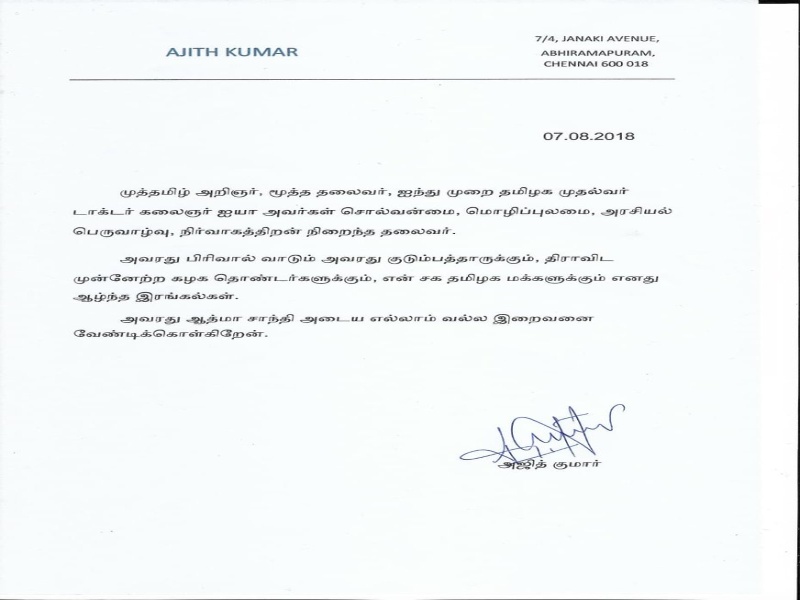 AJITH KUMAR
7/4, JANAKI AVENUE,
ABHIRAMAPURAM,
CHENNAI 600 018
07.08.2018
முத்தமிழ் அறிஞர், மூத்த தலைவர், ஐந்து முறை தமிழக முதல்வர்
டாக்டர் கலைஞர் ஐயா அவர்கள் சொல்வன்மை, மொழிப்புலமை, அரசியல்
பெருவாழ்வு, நிர்வாகத்திறன் நிறைந்த தலைவர்.
அவரது பிரிவால் வாடும் அவரது குடும்பத்தாருக்கும், திராவிட
முன்னேற்ற கழக தொண்டர்களுக்கும், என் சக தமிழக மக்களுக்கும் எனது
ஆழ்ந்த இரங்கல்கள்.
அவரது ஆத்மா சாந்தி அடைய எல்லாம் வல்ல இறைவனை
வேண்டிக்கொள்கிறேன்.
அஜித் குமார்